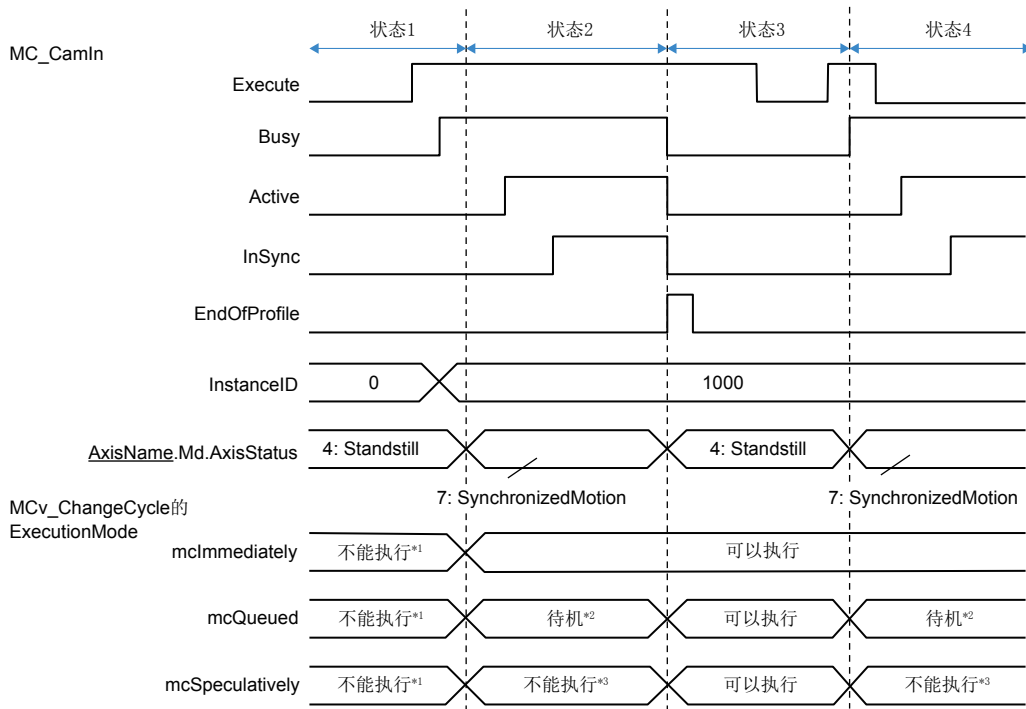 状态1 状态2 状态3 状态4
MC_CamIn
Execute
Busy
Active
InSync
EndOfProfile
InstanceID 0 1000
AxisName.Md.AxisStatus 4: Standstill 4: Standstill
7: SynchronizedMotion 7: SynchronizedMotion
MCv_ChangeCycle的
ExecutionMode
mcImmediately 不能执行*1 可以执行
mcQueued 不能执行*1 待机*2 可以执行 待机*2
mcSpeculatively 不能执行*1 不能执行*3 可以执行 不能执行*3